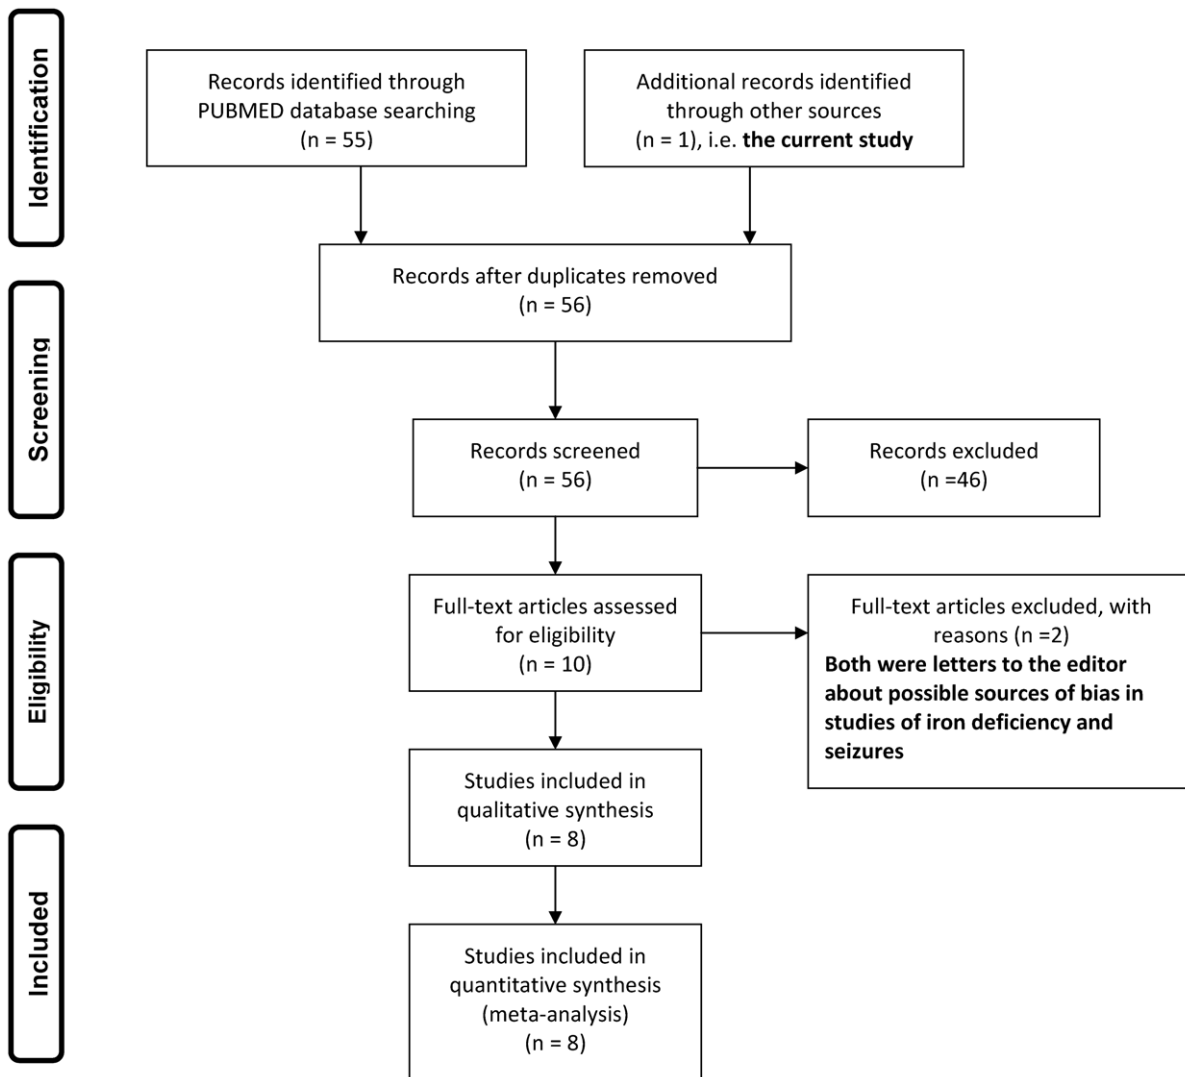 Identification
Records identified through
PUBMED database searching
(n = 55)
Additional records identified
through other sources
(n = 1), i.e. the current study
Records after duplicates removed
(n = 56)
Screening
Records screened
(n = 56)
Records excluded
(n =46)
Eligibility
Full-text articles assessed
for eligibility
(n = 10)
Full-text articles excluded, with
reasons (n =2)
Both were letters to the editor
about possible sources of bias in
studies of iron deficiency and
seizures
Studies included in
qualitative synthesis
(n = 8)
Included
Studies included in
quantitative synthesis
(meta-analysis)
(n = 8)